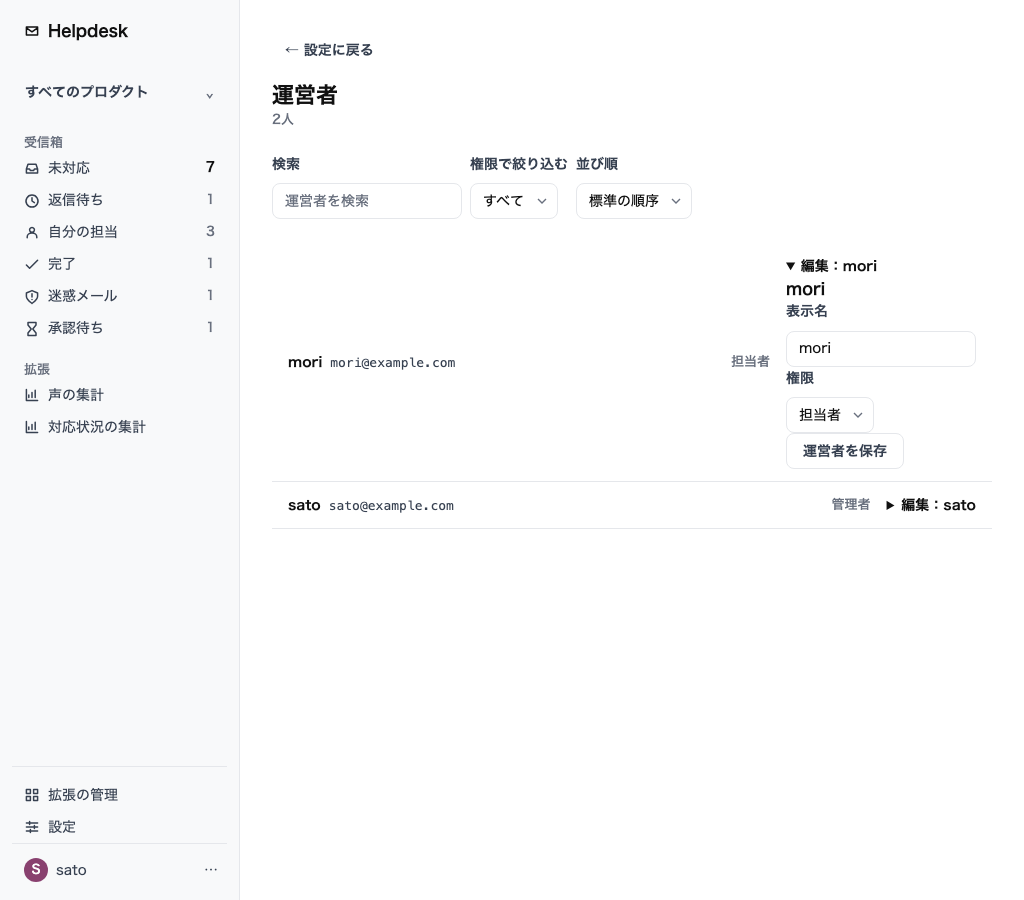 Helpdesk
すべてのプロダクト
受信箱
未対応 7
返信待ち 1
自分の担当 3
完了 1
迷惑メール 1
承認待ち 1
拡張
声の集計
対応状況の集計
拡張の管理
設定
S sato ...
← 設定に戻る
運営者
2人
検索 権限で絞り込む 並び順
運営者を検索 すべて 標準の順序
▼ 編集：mori
mori
表示名
mori
mori mori@example.com 担当者
権限
担当者
運営者を保存
sato sato@example.com 管理者 ▶ 編集：sato